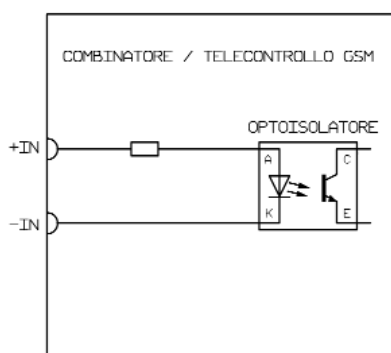 COMBINATORE / TELECONTROLLO GSM
OPTOISOLATORE
+IN
A
C
-IN
K
E